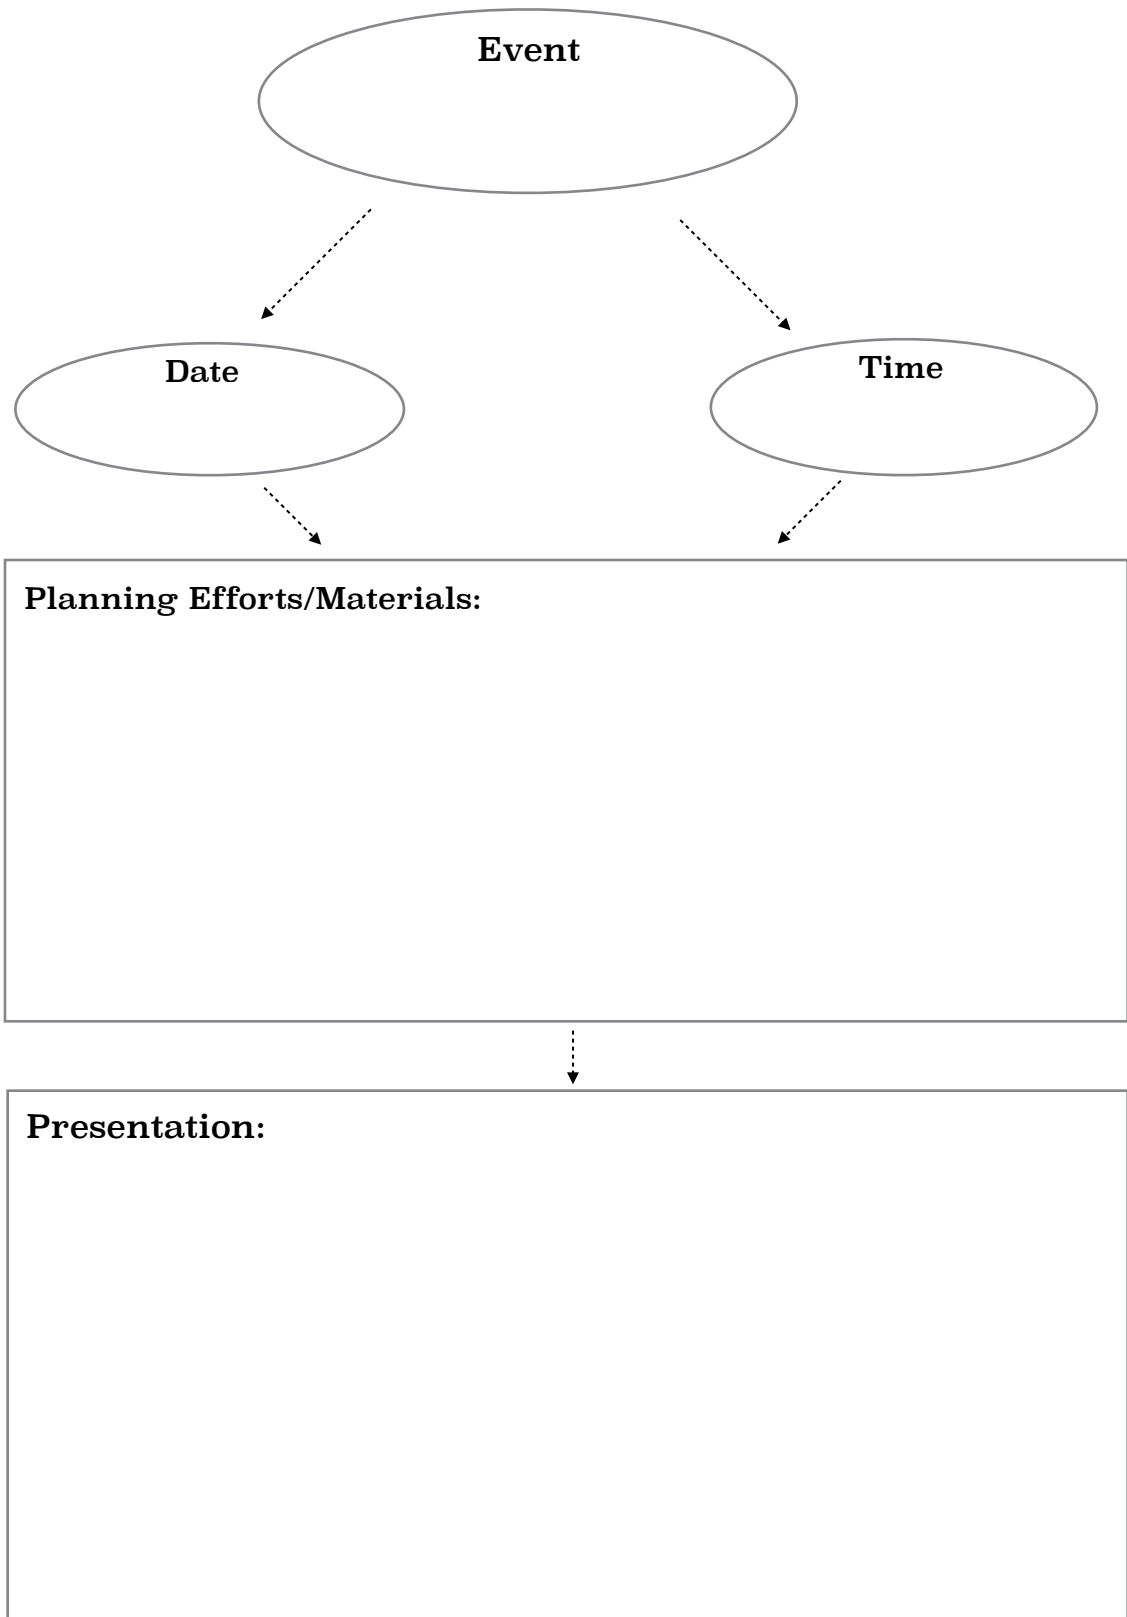 Event
Date
Time
Planning Efforts/Materials:
Presentation: